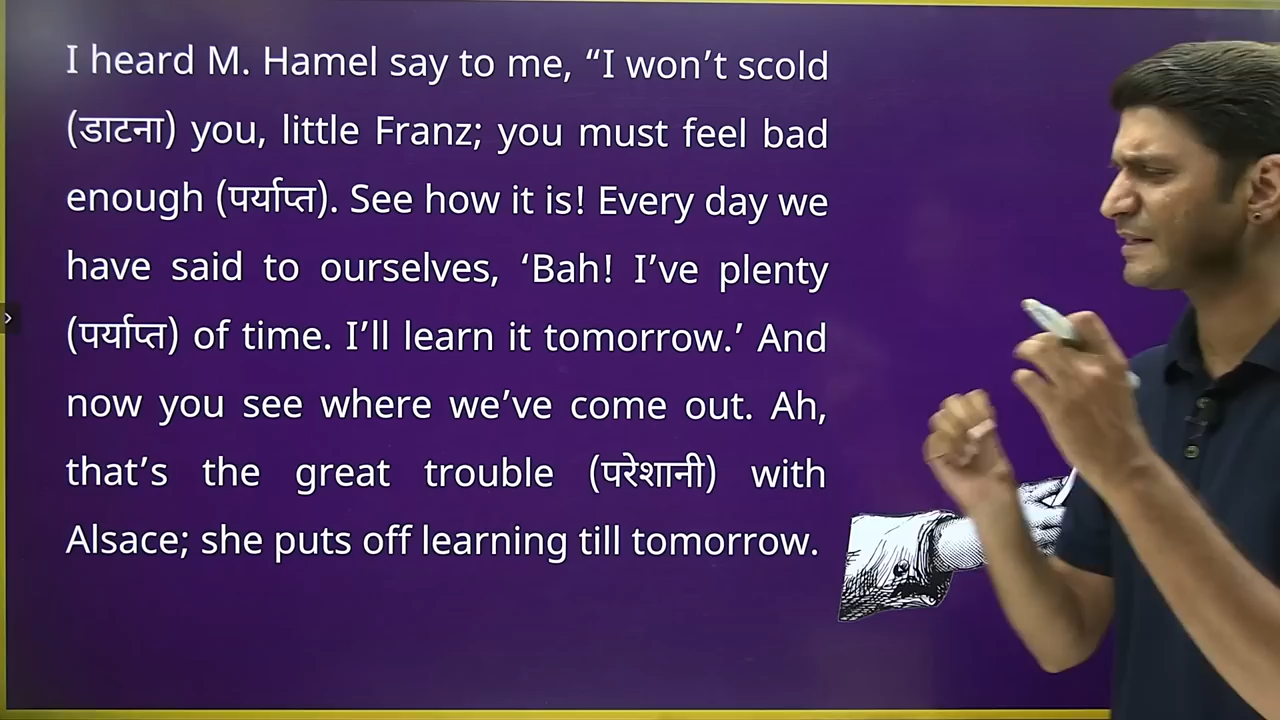 I heard M. Hamel say to me, “I won’t scold
(डाटना) you, little Franz; you must feel bad
enough (पर्याप्त). See how it is! Every day we
have said to ourselves, ‘Bah! I’ve plenty
(पर्याप्त) of time. I’ll learn it tomorrow.’ And
now you see where we’ve come out. Ah,
that’s the great trouble (परेशानी) with
Alsace; she puts off learning till tomorrow.